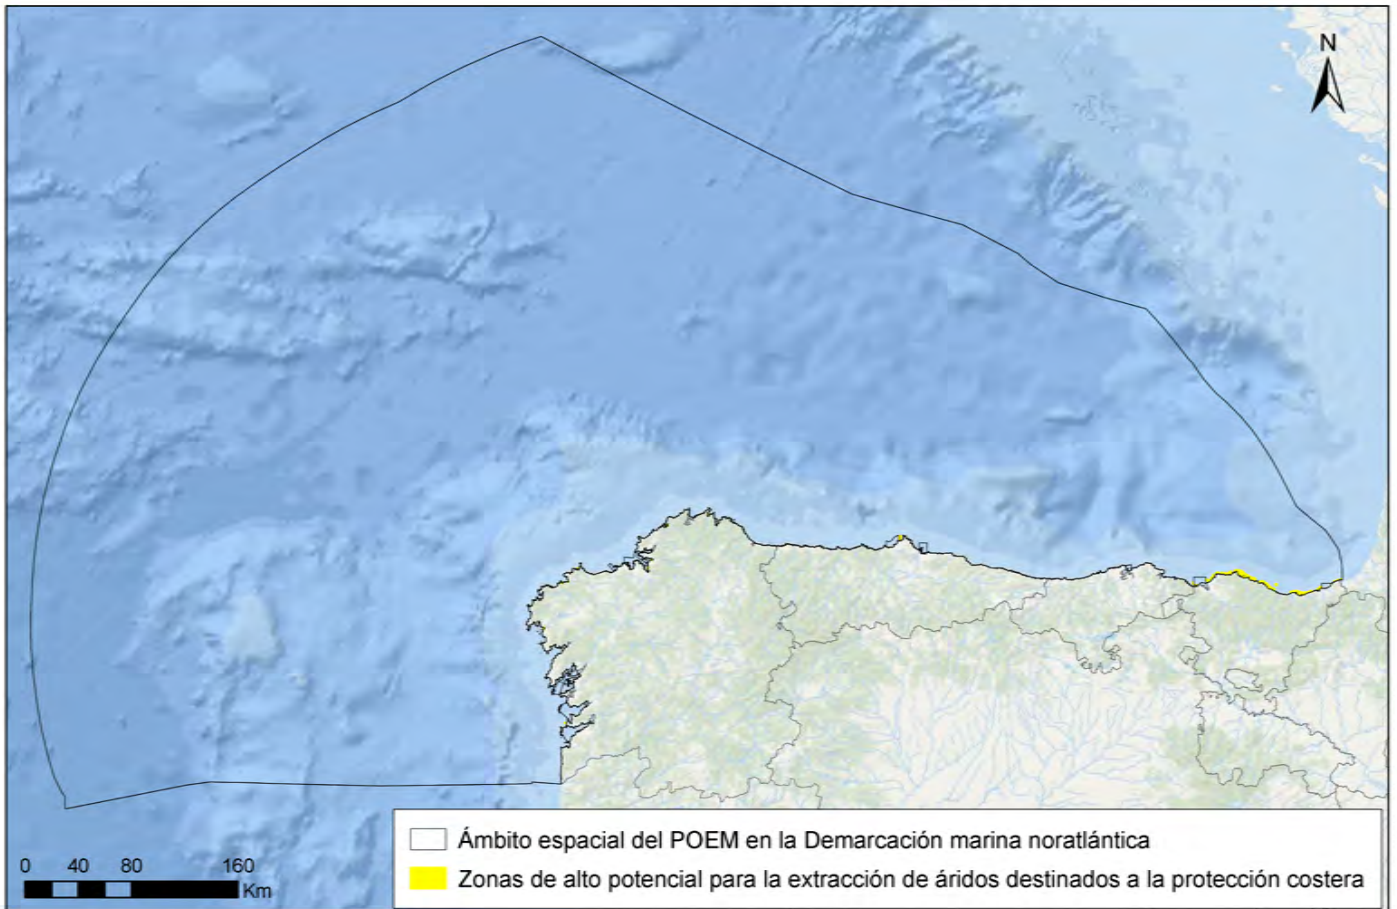 N
0 40 80 160
Km
Ámbito espacial del POEM en la Demarcación marina noratlántica
Zonas de alto potencial para la extracción de áridos destinados a la protección costera